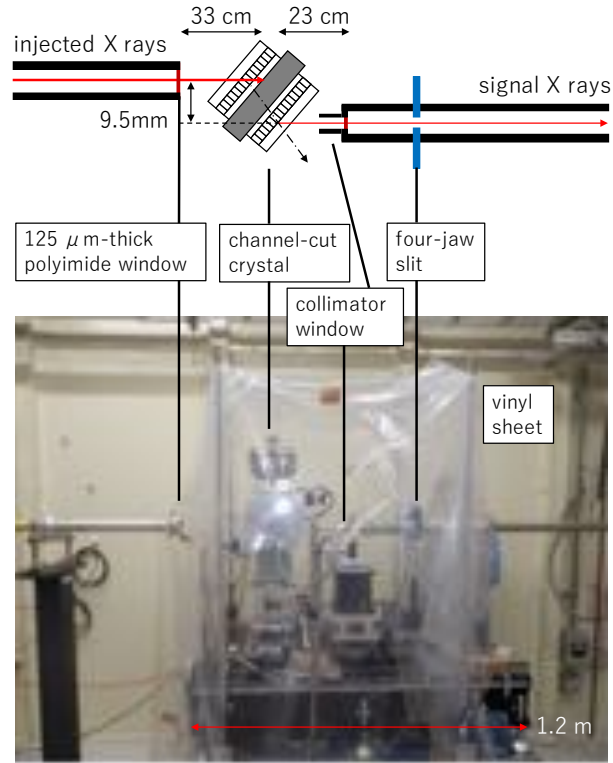 33 cm
23 cm
injected X rays
signal X rays
9.5mm
125 μm-thick
polyimide window
channel-cut
crystal
four-jaw
slit
collimator
window
vinyl
sheet
1.2 m